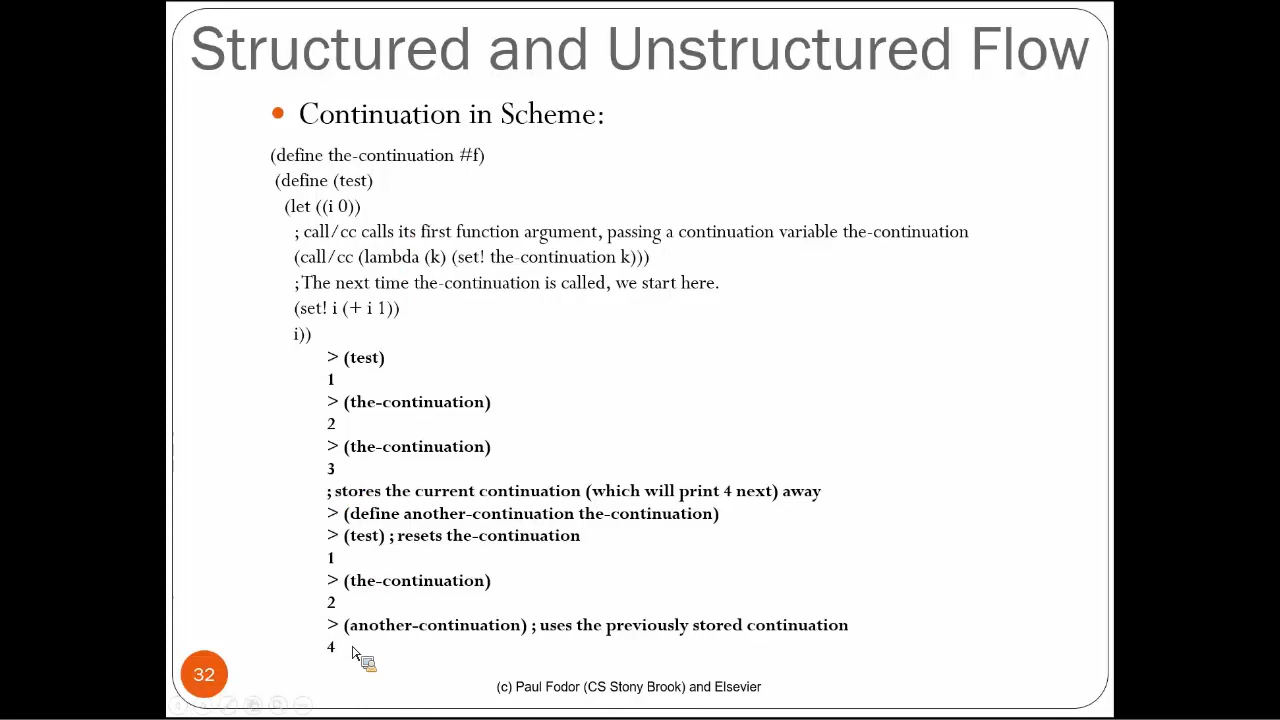 Structured and Unstructured Flow
• Continuation in Scheme:
(define the-continuation #f)
(define (test)
(let ((i 0))
; call/cc calls its first function argument, passing a continuation variable the-continuation
(call/cc (lambda (k) (set! the-continuation k)))
; The next time the-continuation is called, we start here.
(set! i (+ i 1))
i))
> (test)
1
> (the-continuation)
2
> (the-continuation)
3
; stores the current continuation (which will print 4 next) away
> (define another-continuation the-continuation)
> (test) ; resets the-continuation
1
> (the-continuation)
2
> (another-continuation) ; uses the previously stored continuation
4
32
(c) Paul Fodor (CS Stony Brook) and Elsevier